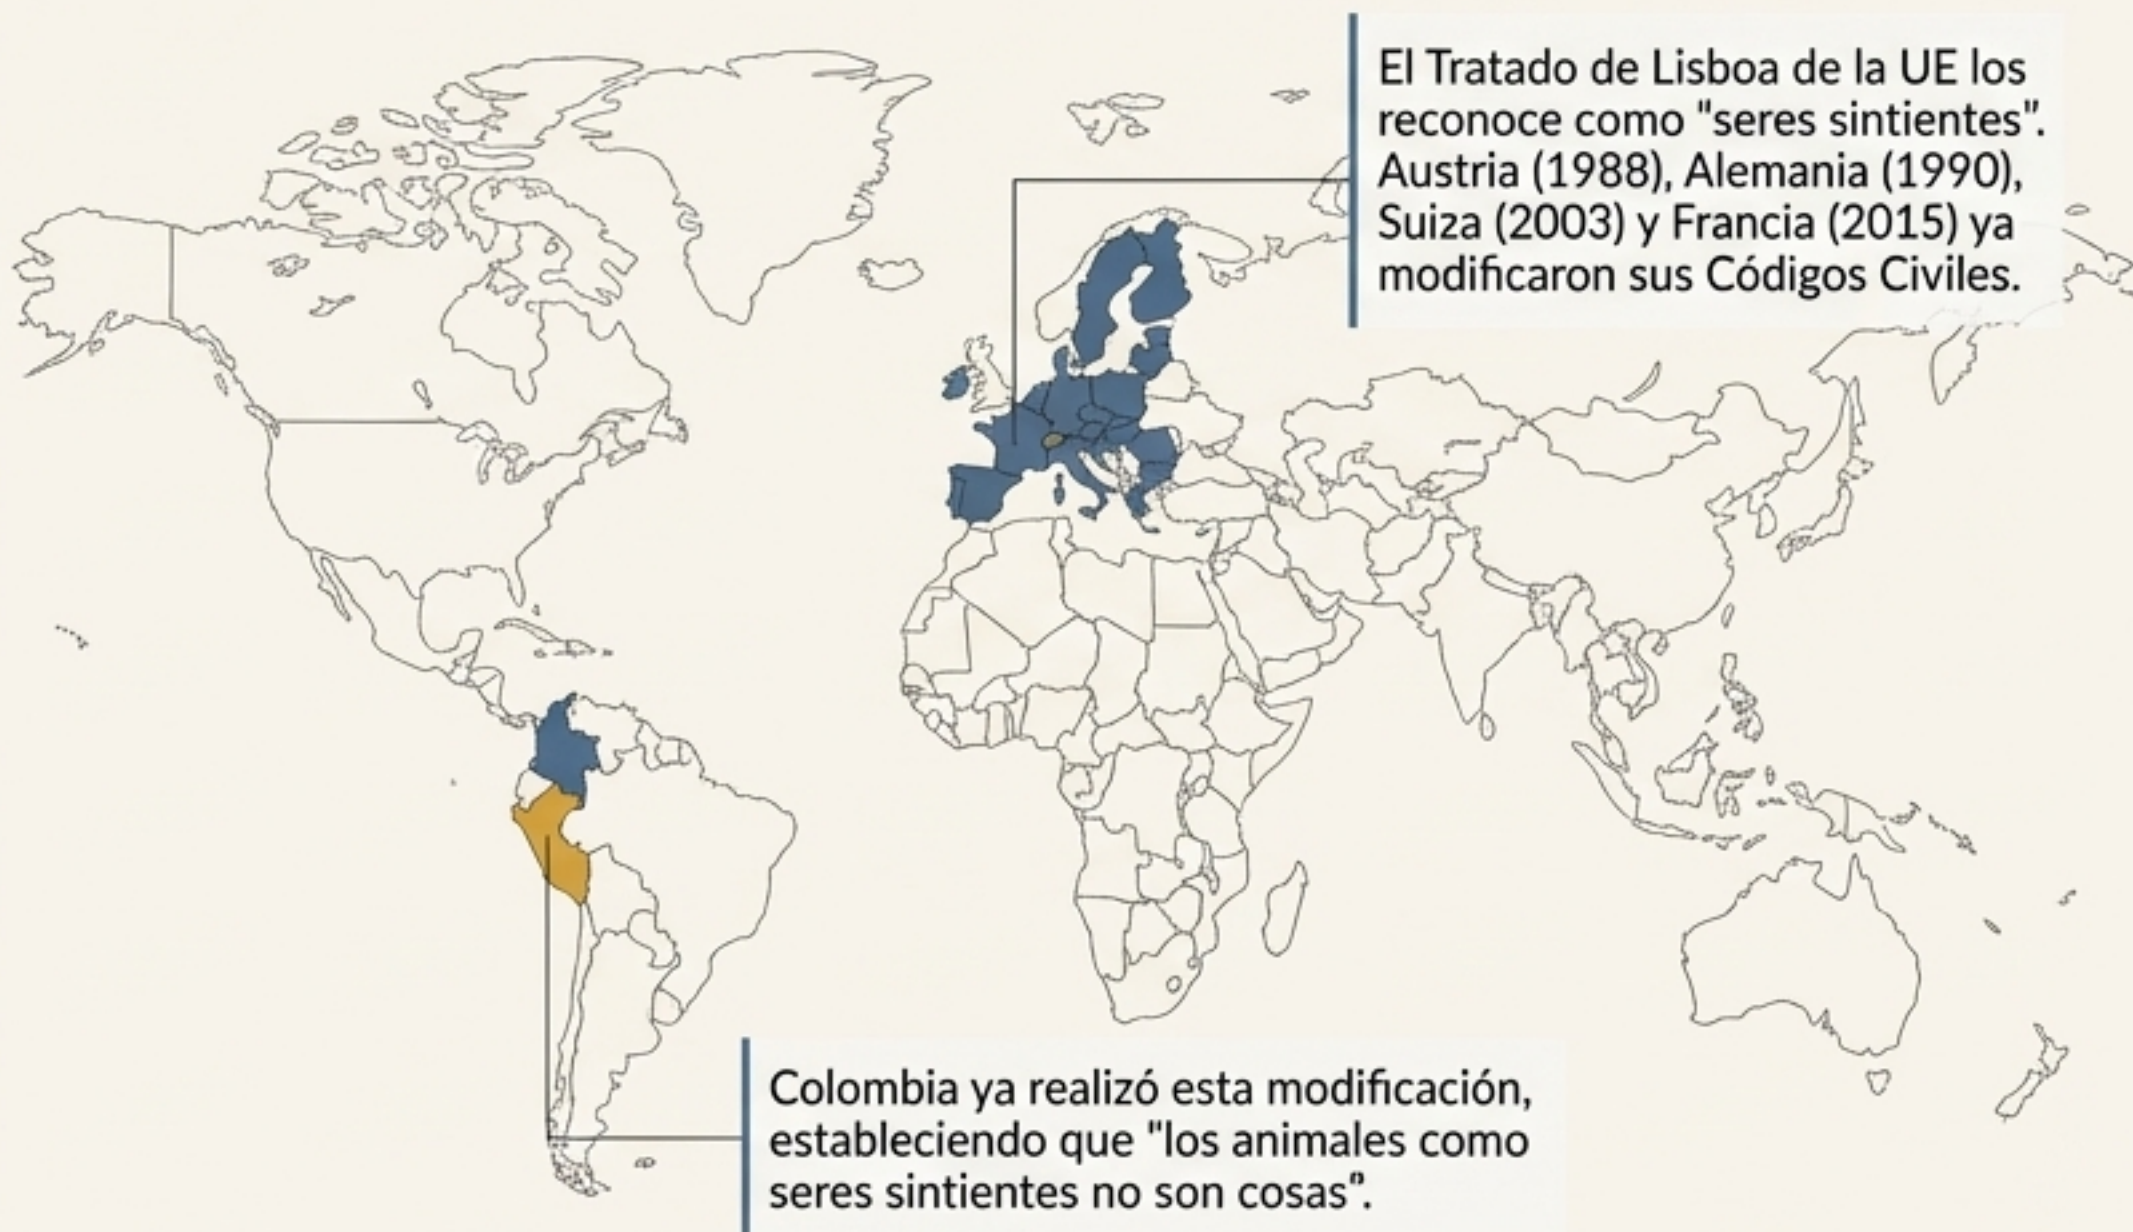 El Tratado de Lisboa de la UE los
reconoce como "seres sintientes".
Austria (1988), Alemania (1990),
Suiza (2003) y Francia (2015) ya
modificaron sus Códigos Civiles.
Colombia ya realizó esta modificación,
estableciendo que "los animales como
seres sintientes no son cosas".